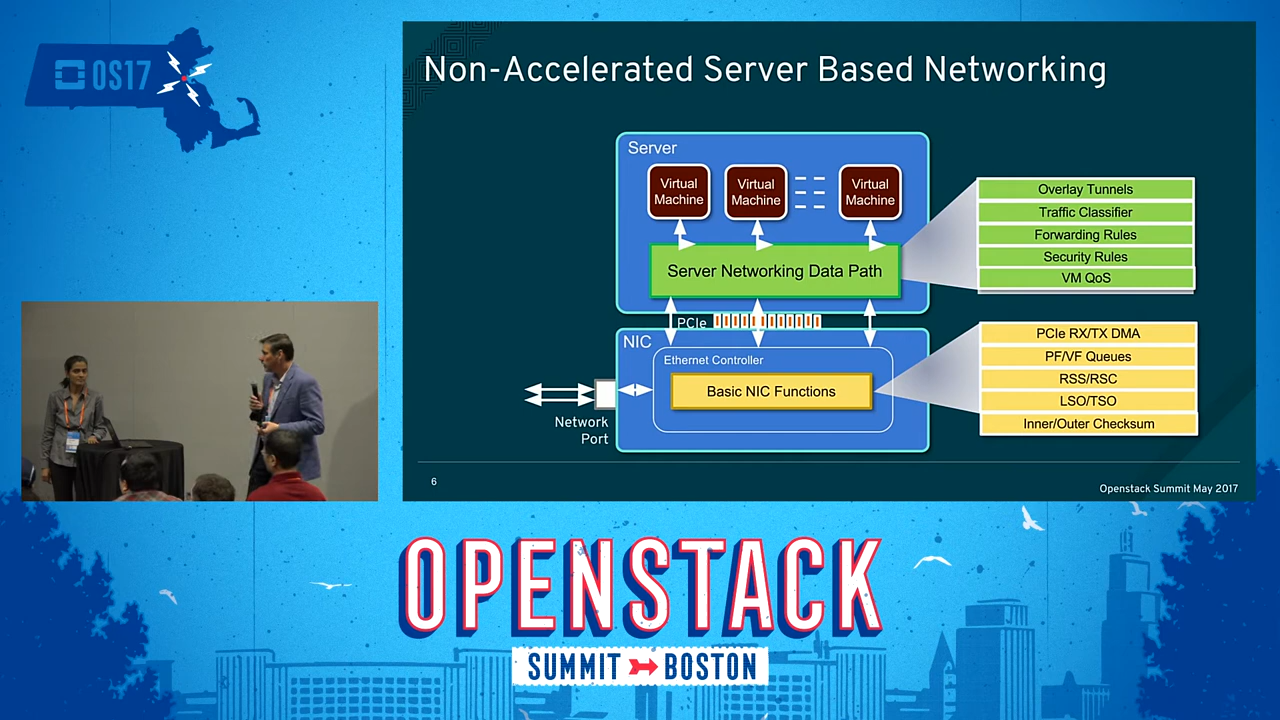 OS17
Non-Accelerated Server Based Networking
Server
Virtual
Machine
Virtual
Machine
Virtual
Machine
Server Networking Data Path
Overlay Tunnels
Traffic Classifier
Forwarding Rules
Security Rules
VM QoS
PCIe
NIC
Ethernet Controller
Basic NIC Functions
Network
Port
PCIe RX/TX DMA
PF/VF Queues
RSS/RSC
LSO/TSO
Inner/Outer Checksum
6
Openstack Summit May 2017
OPENSTACK
SUMMIT BOSTON